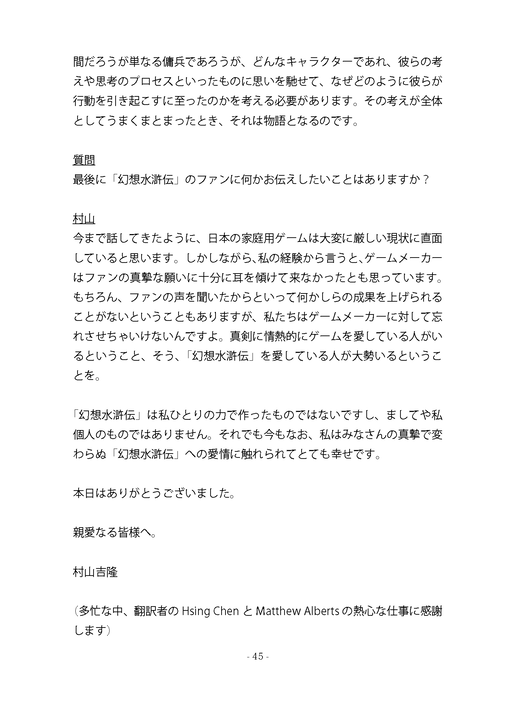 間だろうが単なる傭兵であろうが、どんなキャラクターであれ、彼らの考
えや思考のプロセスといったものに思いを馳せて、なぜどのように彼らが
行動を引き起こすに至ったのかを考える必要があります。その考えが全体
としてうまくまとまったとき、それは物語となるのです。
質問
最後に「幻想水滸伝」のファンに何かお伝えしたいことはありますか？
村山
今まで話してきたように、日本の家庭用ゲームは大変に厳しい現状に直面
していると思います。しかしながら、私の経験から言うと、ゲームメーカー
はファンの真摯な願いに十分に耳を傾けて来なかったとも思っています。
もちろん、ファンの声を聞いたからといって何かしらの成果を上げられる
ことがないということもありますが、私たちはゲームメーカーに対して忘
れさせちゃいけないんですよ。真剣に情熱的にゲームを愛している人がい
るということ、そう、「幻想水滸伝」を愛している人が大勢いるというこ
とを。
「幻想水滸伝」は私ひとりの力で作ったものではないですし、ましてや私
個人のものではありません。それでも今もなお、私はみなさんの真摯で変
わらぬ「幻想水滸伝」への愛情に触れられてとても幸せです。
本日はありがとうございました。
親愛なる皆様へ。
村山吉隆
（多忙な中、翻訳者の Hsing Chen と Matthew Alberts の熱心な仕事に感謝
します）
- 45 -